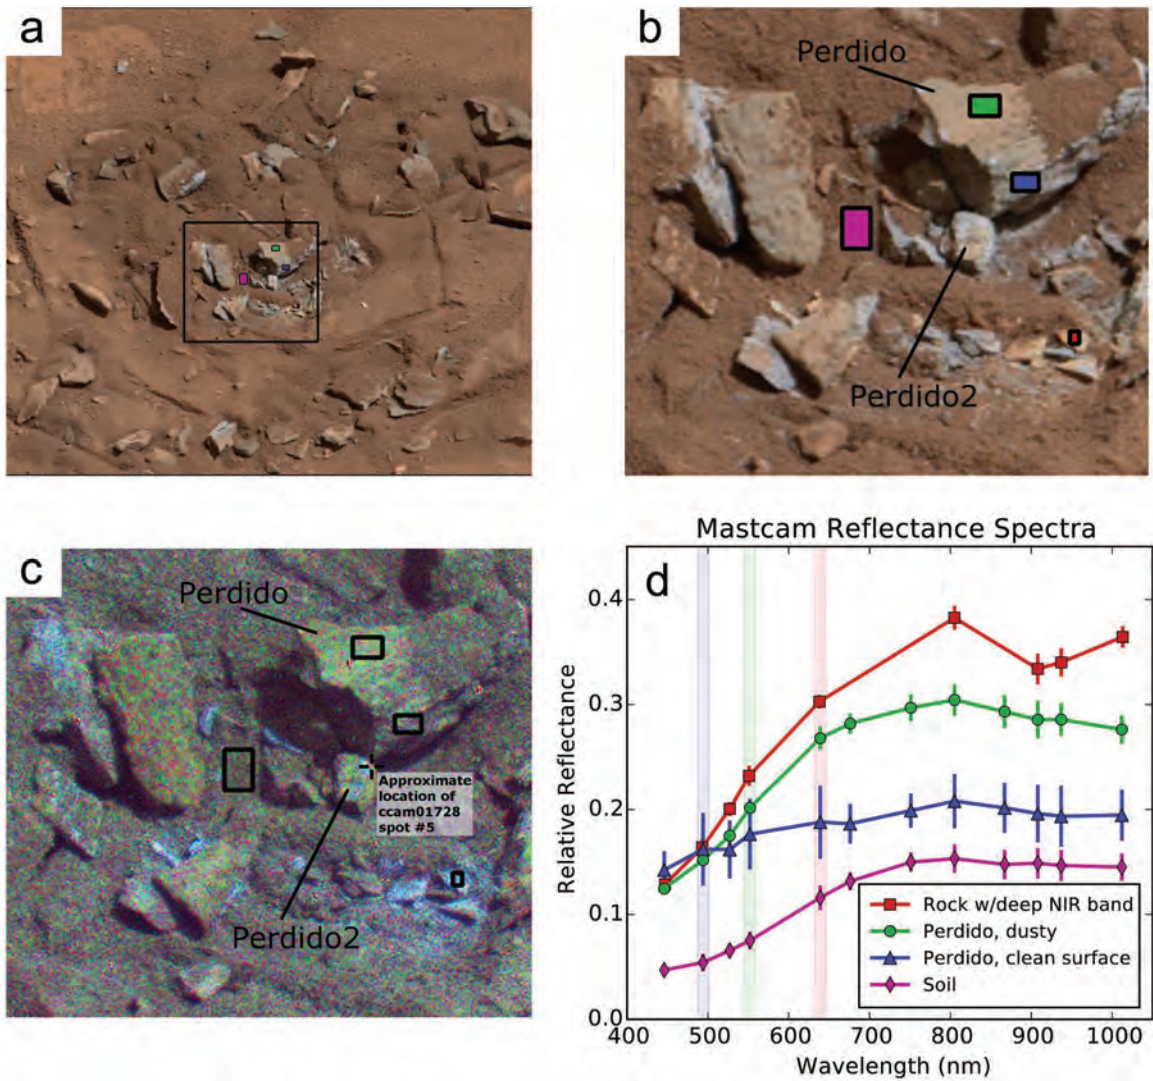 a
b
Perdido
Perdido2
c
Perdido
Approximate
location of
ccam01728
spot #5
Perdido2
Mastcam Reflectance Spectra
d
0.4
0.3
0.2
0.1
0.0
Relative Reflectance
Rock w/deep NIR band
Perdido, dusty
Perdido, clean surface
Soil
400 500 600 700 800 900 1000
Wavelength (nm)